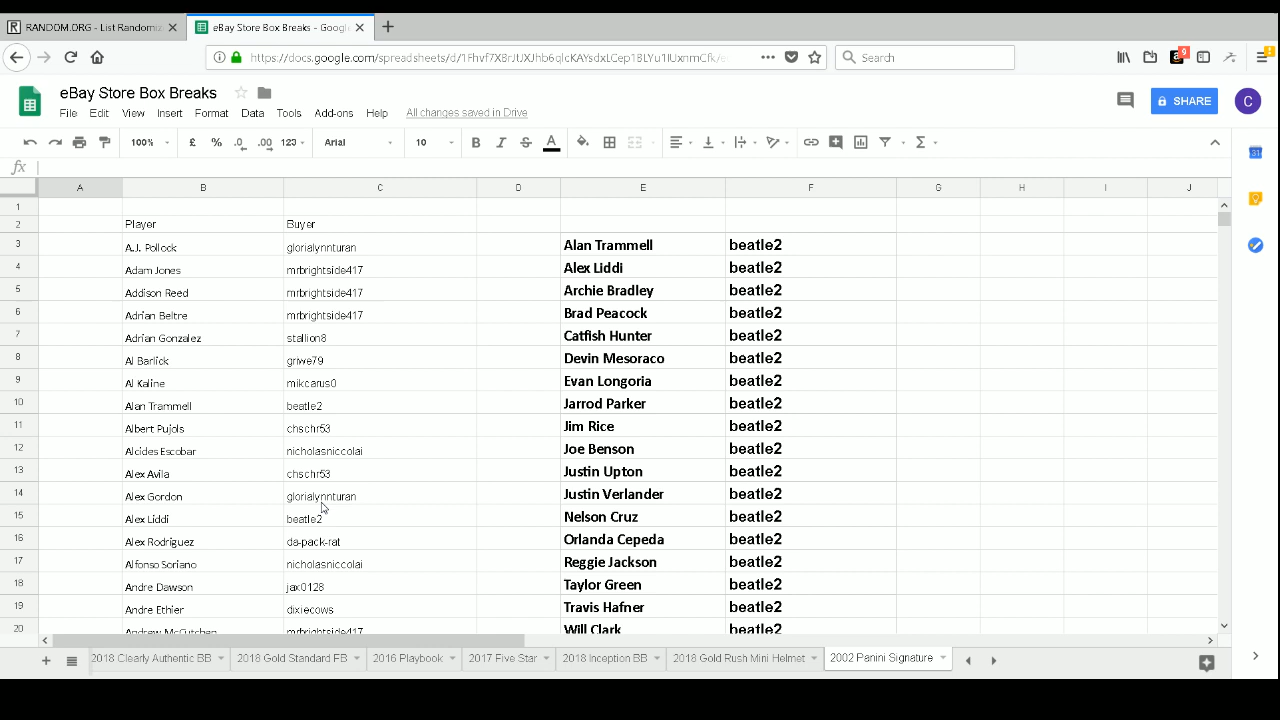 RANDOM.ORG - List Randomiz
eBay Store Box Breaks - Google
Search
9
eBay Store Box Breaks
File Edit View Insert Format Data Tools Add-ons Help All changes saved in Drive
SHARE
C
100% £ % .0 .00 123 Arial 10 B I S A Σ
fx
A B C D E F G H I J
1
2 Player Buyer
3 A.J. Pollock glorialynnturan Alan Trammell beatle2
4 Adam Jones mrbrightside417 Alex Liddi beatle2
5 Addison Reed mrbrightside417 Archie Bradley beatle2
6 Adrian Beltre mrbrightside417 Brad Peacock beatle2
7 Adrian Gonzalez stallion8 Catfish Hunter beatle2
8 Al Barlick griwe79 Devin Mesoraco beatle2
9 Al Kaline mikcarus0 Evan Longoria beatle2
10 Alan Trammell beatle2 Jarrod Parker beatle2
11 Albert Pujols chschr53 Jim Rice beatle2
12 Alcides Escobar nicholasniccolai Joe Benson beatle2
13 Alex Avila chschr53 Justin Upton beatle2
14 Alex Gordon glorialynnturan Justin Verlander beatle2
15 Alex Liddi beatle2 Nelson Cruz beatle2
16 Alex Rodriguez da-pack-rat Orlanda Cepeda beatle2
17 Alfonso Soriano nicholasniccolai Reggie Jackson beatle2
18 Andre Dawson jax0128 Taylor Green beatle2
19 Andre Ethier dixiecows Travis Hafner beatle2
20 Andrew McCutchen mrbrightside417 Will Clark beatle2
2018 Clearly Authentic BB 2018 Gold Standard FB 2016 Playbook 2017 Five Star 2018 Inception BB 2018 Gold Rush Mini Helmet 2002 Panini Signature